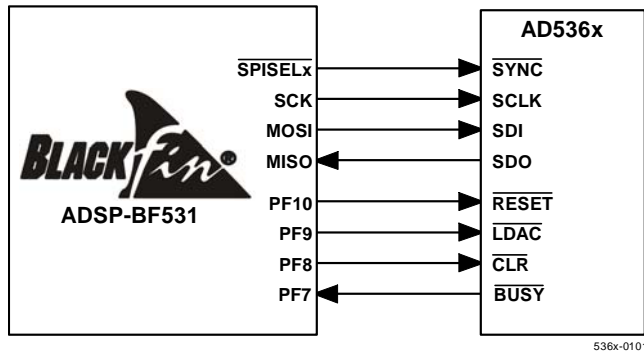 AD536x
SPISELx
SYNC
SCK
SCLK
MOSI
SDI
MISO
SDO
BLACKfin®
ADSP-BF531
PF10
RESET
PF9
LDAC
PF8
CLR
PF7
BUSY
536x-010